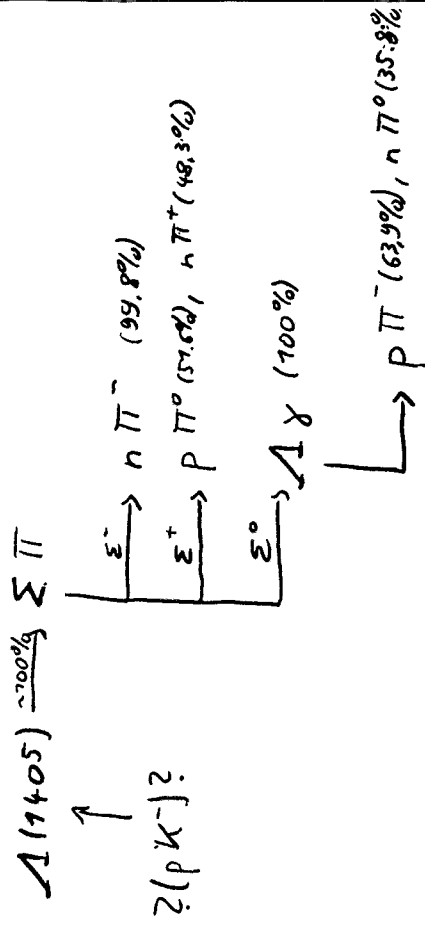 Λ(1405) ~100% → Σ Π
?(pK⁻)?
Σ⁻ → n Π⁻ (99.8%)
Σ⁺ → p Π⁰ (51.6%), n Π⁺ (48.3%)
Σ⁰ → Λ γ (100%)
p Π⁻ (63,9%), n Π⁰ (35.8%)